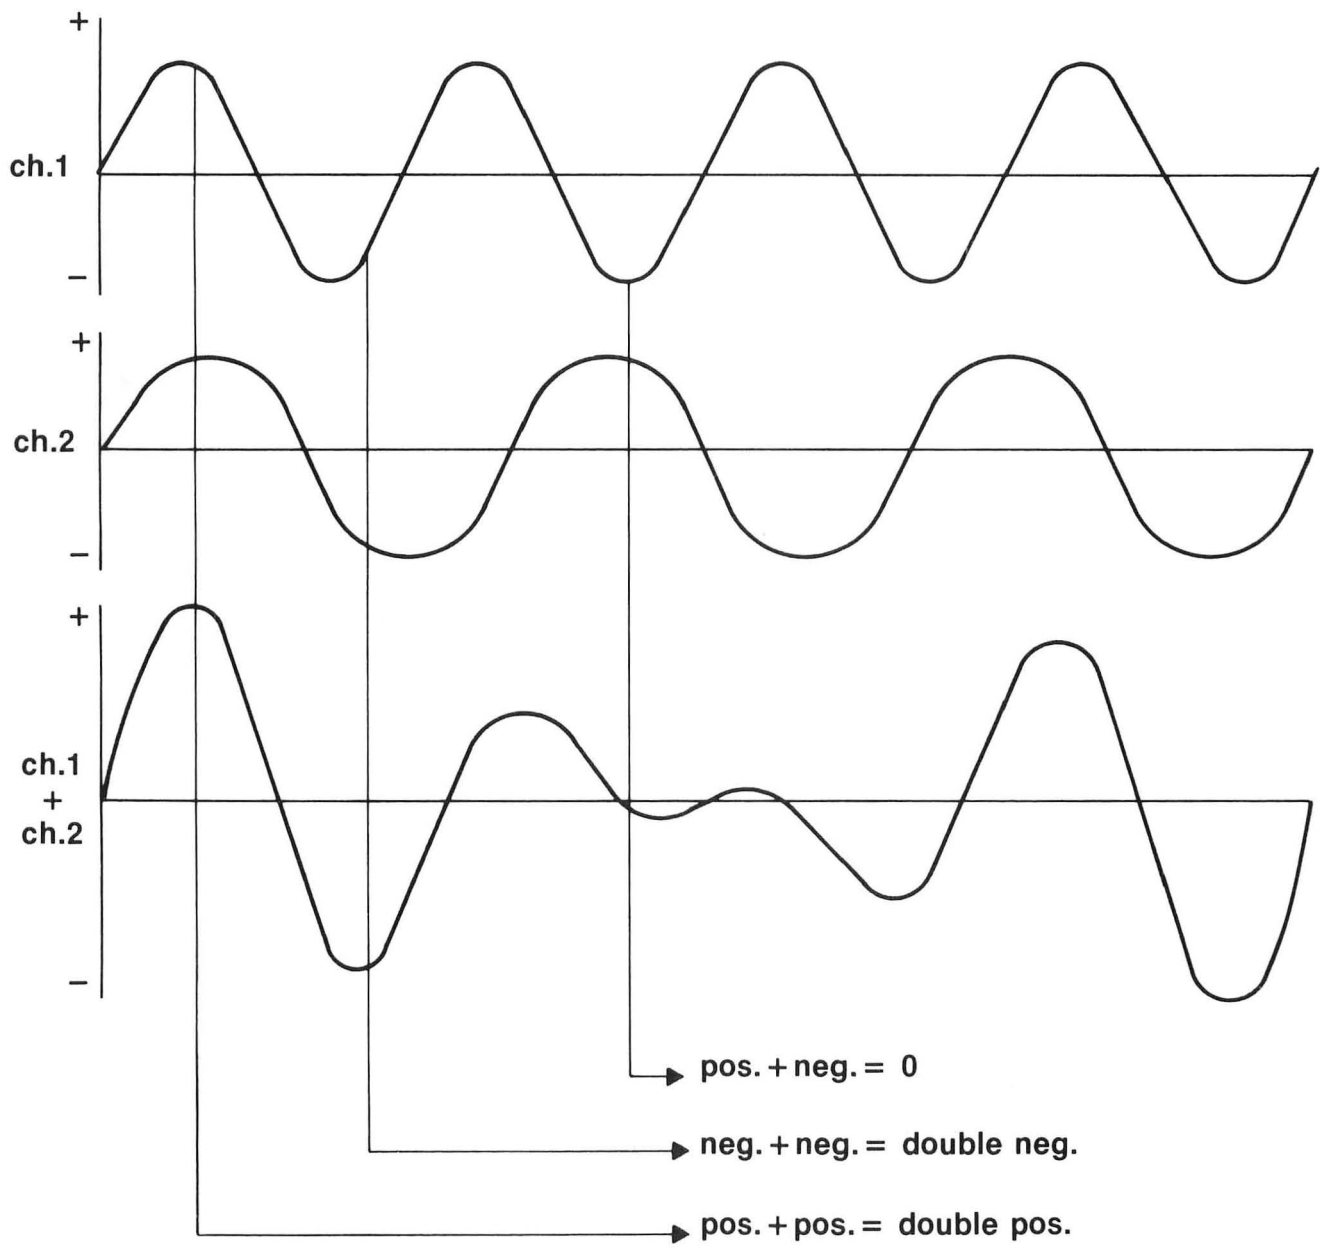 +
ch.1
−
+
ch.2
−
+
ch.1
+
ch.2
−
pos. + neg. = 0
neg. + neg. = double neg.
pos. + pos. = double pos.